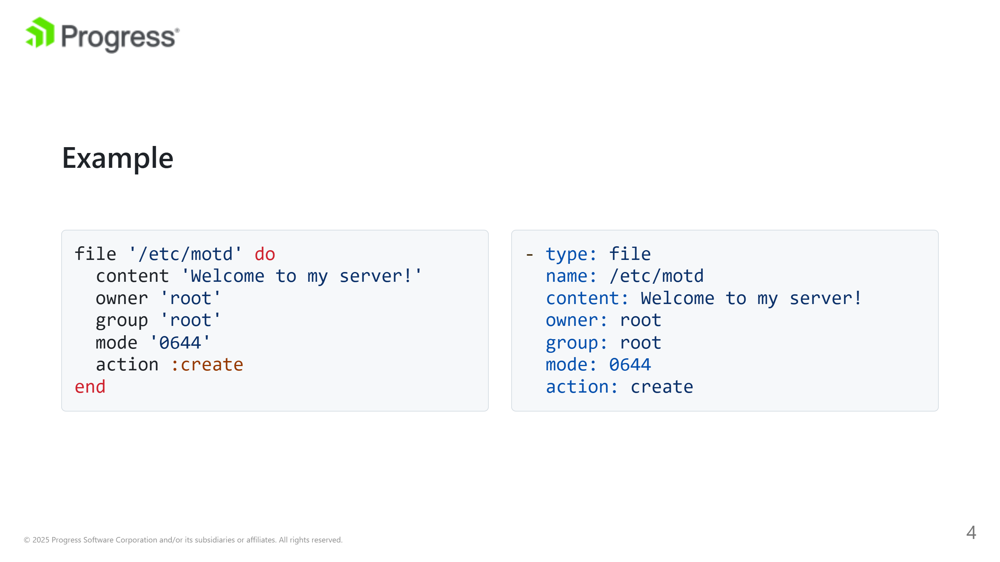 Progress®
Example
file '/etc/motd' do
  content 'Welcome to my server!'
  owner 'root'
  group 'root'
  mode '0644'
  action :create
end
- type: file
  name: /etc/motd
  content: Welcome to my server!
  owner: root
  group: root
  mode: 0644
  action: create
© 2025 Progress Software Corporation and/or its subsidiaries or affiliates. All rights reserved.
4